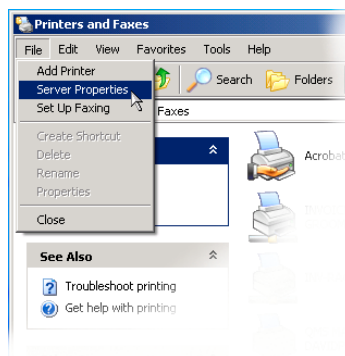 Printers and Faxes
File Edit View Favorites Tools Help
Add Printer
Server Properties
Set Up Faxing
Create Shortcut
Delete
Rename
Properties
Close
Search Folders
Faxes
Acrobat
See Also
Troubleshoot printing
Get help with printing